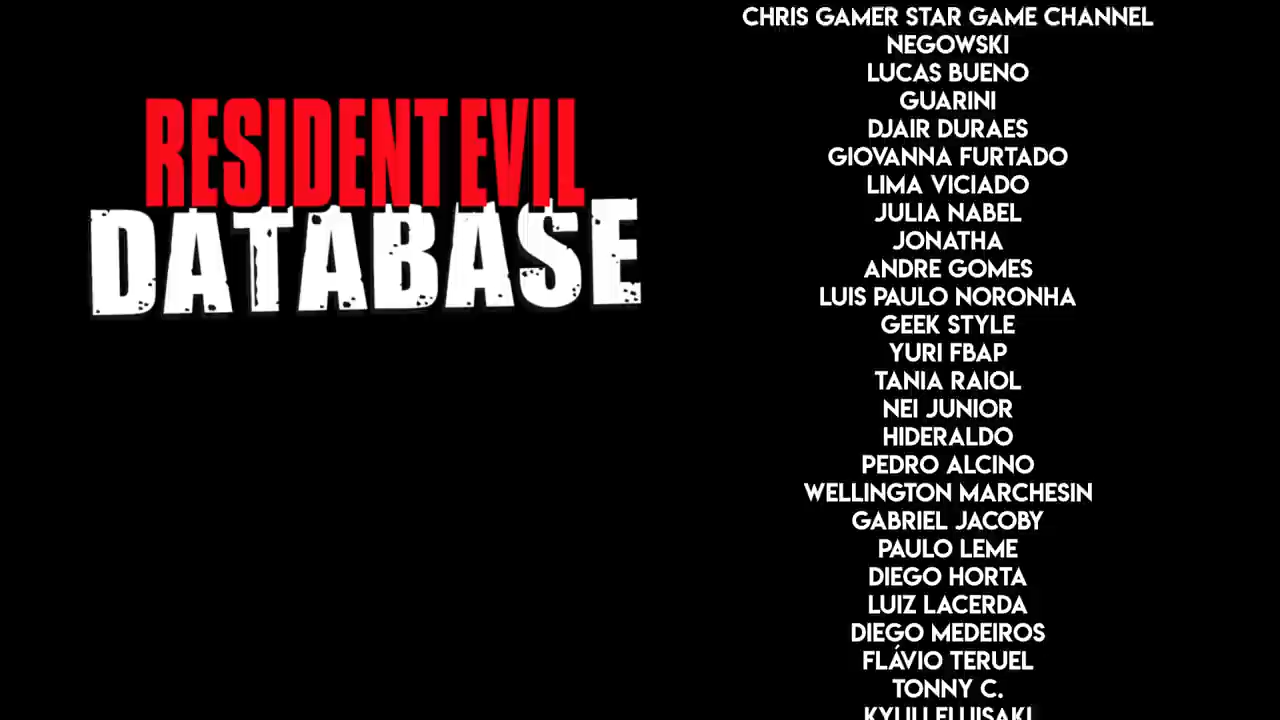 RESIDENT EVIL
DATABASE
CHRIS GAMER STAR GAME CHANNEL
NEGOWSKI
LUCAS BUENO
GUARINI
DJAIR DURAES
GIOVANNA FURTADO
LIMA VICIADO
JULIA NABEL
JONATHA
ANDRE GOMES
LUIS PAULO NORONHA
GEEK STYLE
YURI FBAP
TANIA RAIOL
NEI JUNIOR
HIDERALDO
PEDRO ALCINO
WELLINGTON MARCHESIN
GABRIEL JACOBY
PAULO LEME
DIEGO HORTA
LUIZ LACERDA
DIEGO MEDEIROS
FLÁVIO TERUEL
TONNY C.